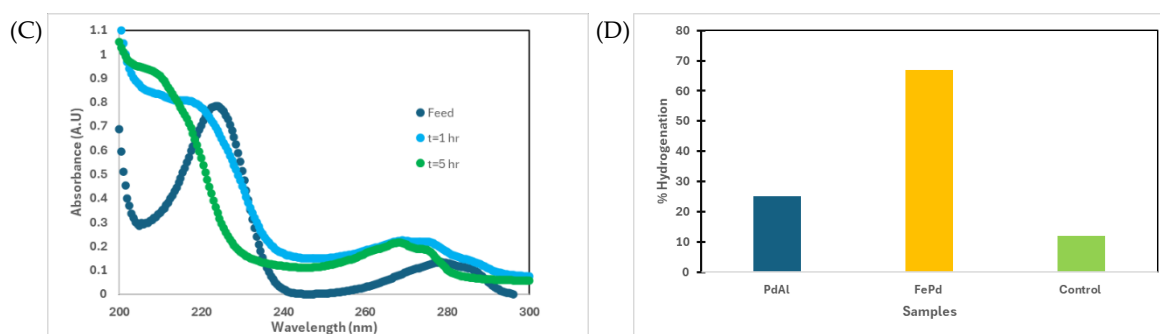 (C)
1.1
1
0.9
0.8
0.7
0.6
0.5
0.4
0.3
0.2
0.1
0
Absorbance (A.U)
Feed
t=1 hr
t=5 hr
200 220 240 260 280 300
Wavelength (nm)
(D)
80
70
60
50
40
30
20
10
0
% Hydrogenation
PdAl FePd Control
Samples